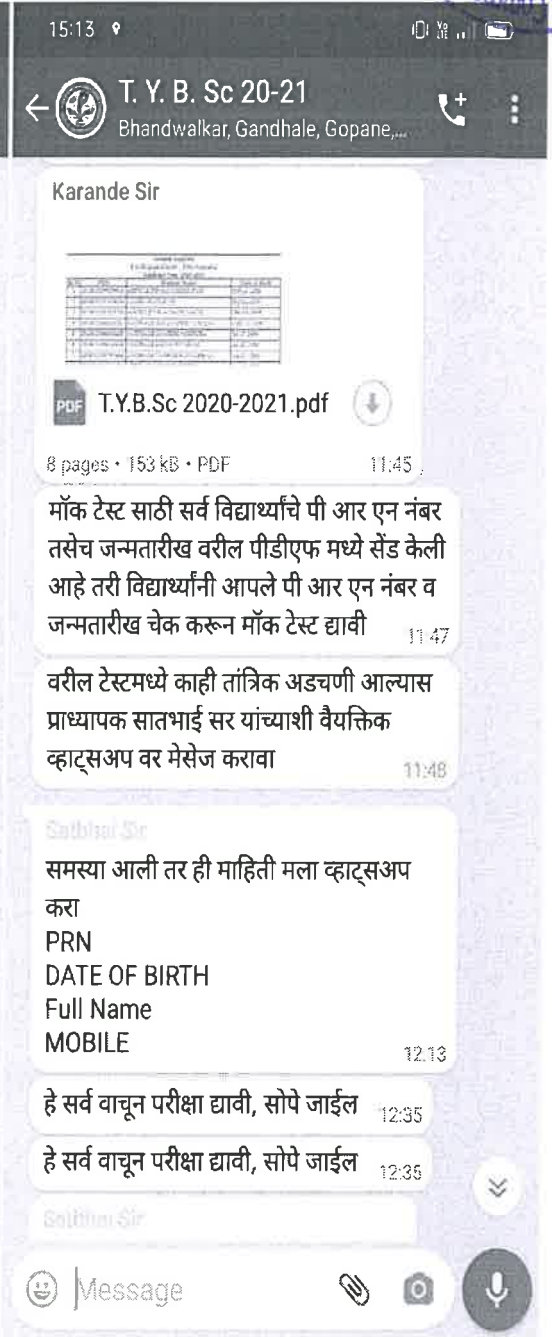 15:13
T. Y. B. Sc 20-21
Bhandwalkar, Gandhale, Gopane,...
Karande Sir
PDF T.Y.B.Sc 2020-2021.pdf
8 pages • 153 kB • PDF 11:45
मॉक टेस्ट साठी सर्व विद्यार्थ्यांचे पी आर एन नंबर
तसेच जन्मतारीख वरील पीडीएफ मध्ये सेंड केली
आहे तरी विद्यार्थ्यांनी आपले पी आर एन नंबर व
जन्मतारीख चेक करून मॉक टेस्ट द्यावी 11:47
वरील टेस्टमध्ये काही तांत्रिक अडचणी आल्यास
प्राध्यापक सातभाई सर यांच्याशी वैयक्तिक
व्हाट्सअप वर मेसेज करावा 11:48
Satbhai Sir
समस्या आली तर ही माहिती मला व्हाट्सअप
करा
PRN
DATE OF BIRTH
Full Name
MOBILE 12:13
हे सर्व वाचून परीक्षा द्यावी, सोपे जाईल 12:35
हे सर्व वाचून परीक्षा द्यावी, सोपे जाईल 12:35
Satbhai Sir
Message